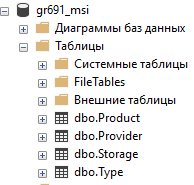 gr691_msi
Диаграммы баз данных
Таблицы
Системные таблицы
FileTables
Внешние таблицы
dbo.Product
dbo.Provider
dbo.Storage
dbo.Type